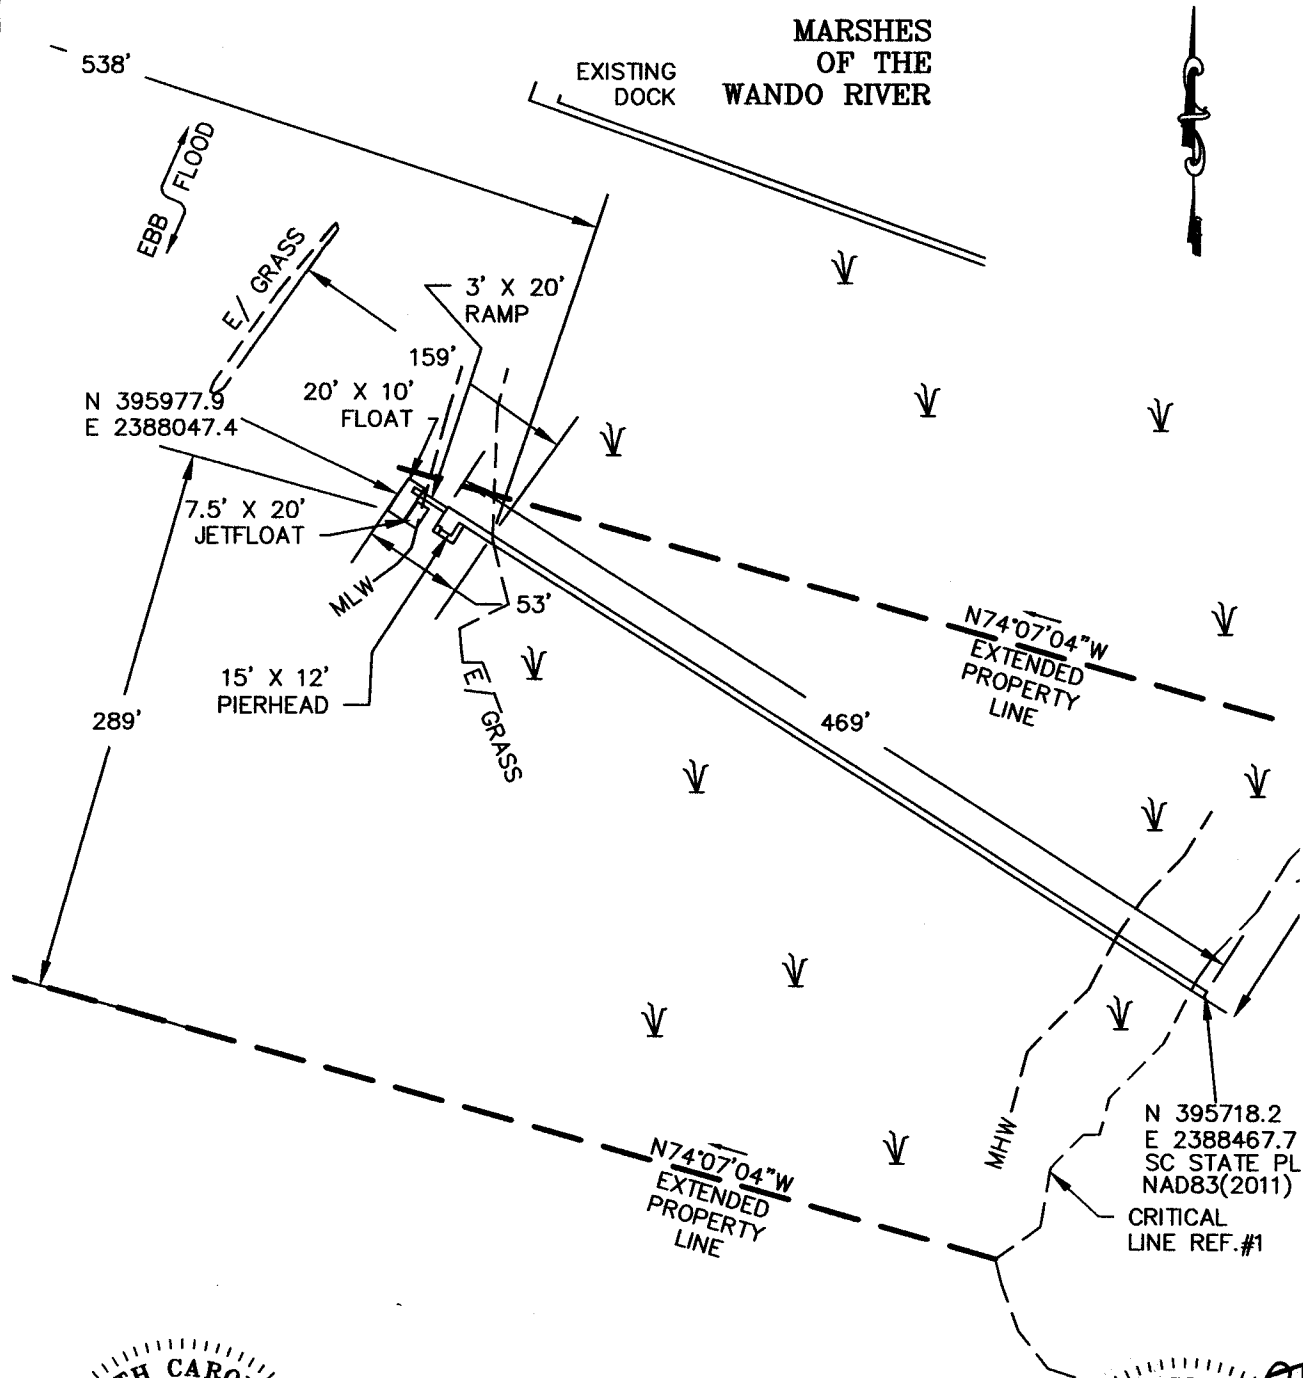 MARSHES
OF THE
WANDO RIVER
EXISTING
DOCK
538'
EBB
FLOOD
E/ GRASS
3' X 20'
RAMP
159'
20' X 10'
FLOAT
N 395977.9
E 2388047.4
7.5' X 20'
JETFLOAT
MLW
53'
15' X 12'
PIERHEAD
E/ GRASS
289'
469'
N74°07'04"W
EXTENDED
PROPERTY
LINE
MHW
N 395718.2
E 2388467.7
SC STATE PL
NAD83(2011)
CRITICAL
LINE REF.#1
N74°07'04"W
EXTENDED
PROPERTY
LINE
TH CARO